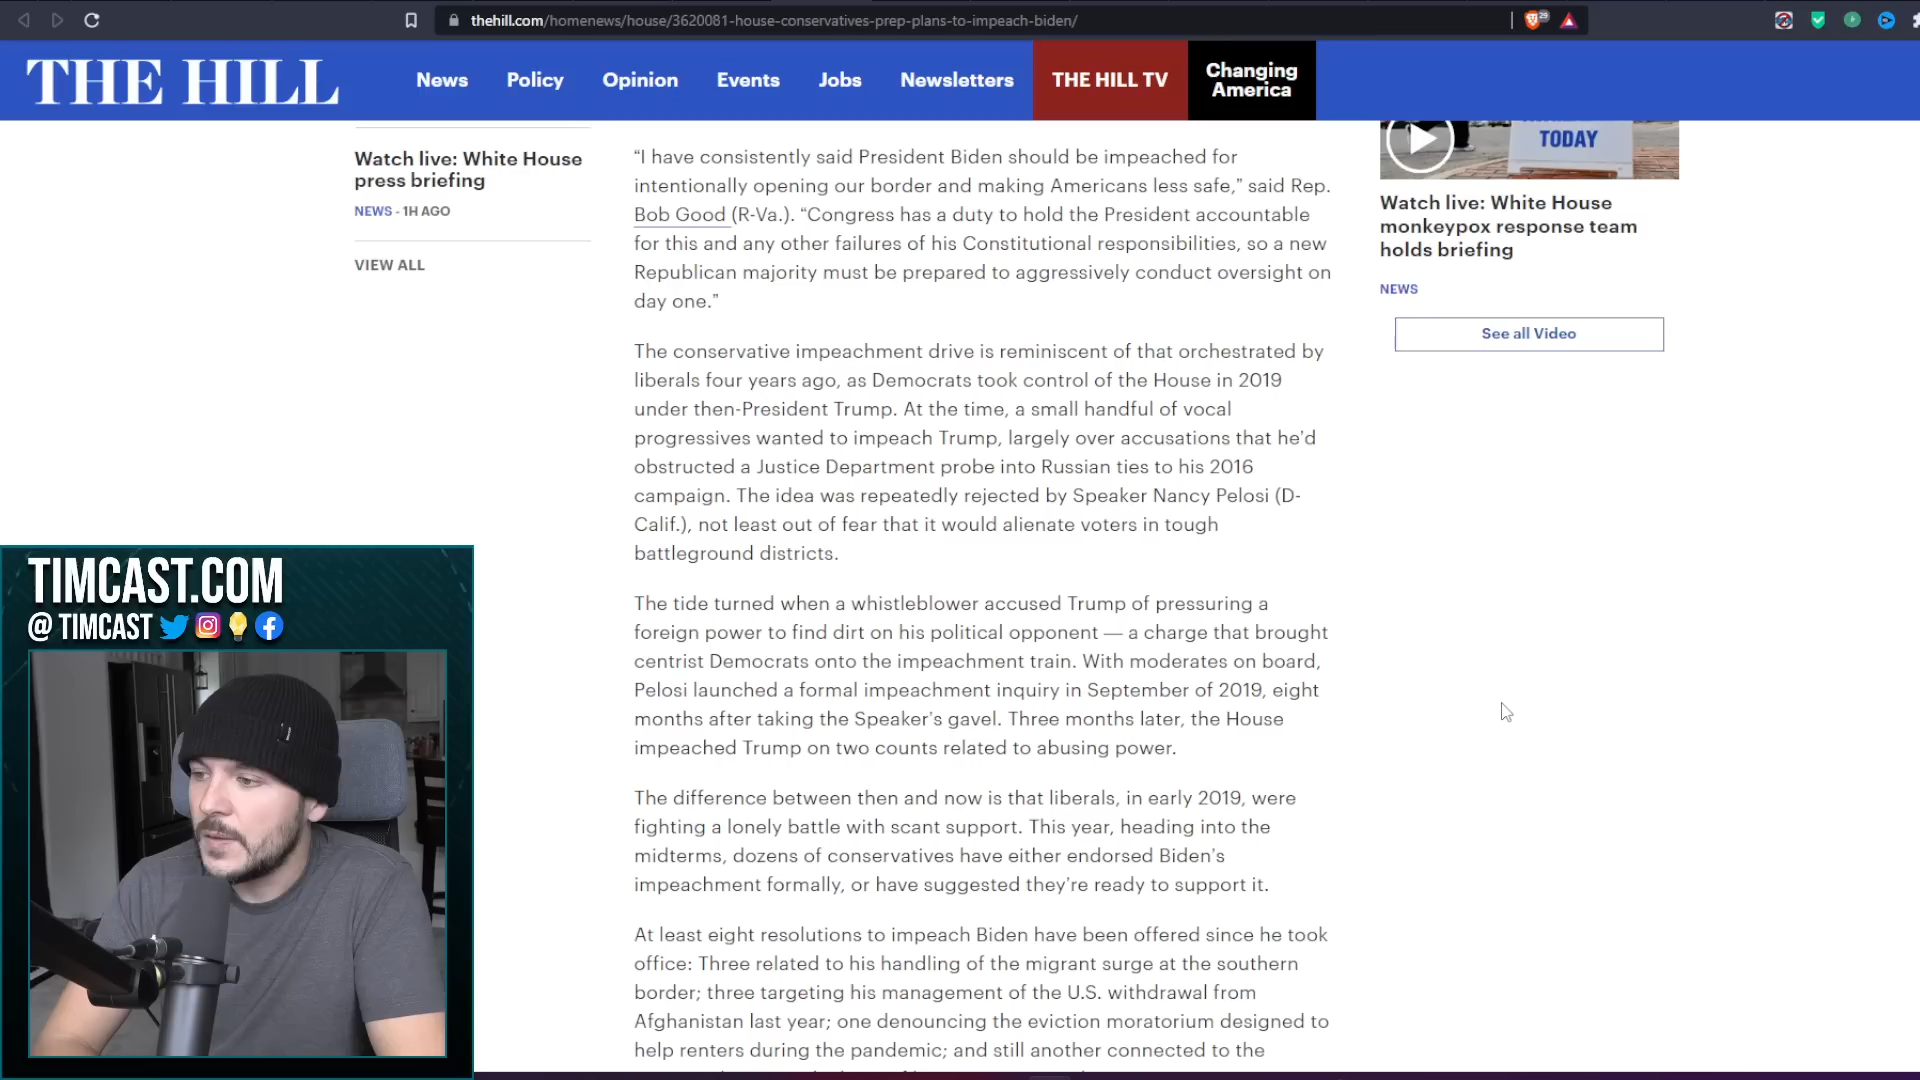 thehill.com/homenews/house/3620081-house-conservatives-prep-plans-to-impeach-biden/
29
THE HILL
News
Policy
Opinion
Events
Jobs
Newsletters
THE HILL TV
Changing
America
Watch live: White House
press briefing
NEWS - 1H AGO
VIEW ALL
“I have consistently said President Biden should be impeached for
intentionally opening our border and making Americans less safe,” said Rep.
Bob Good (R-Va.). “Congress has a duty to hold the President accountable
for this and any other failures of his Constitutional responsibilities, so a new
Republican majority must be prepared to aggressively conduct oversight on
day one.”
The conservative impeachment drive is reminiscent of that orchestrated by
liberals four years ago, as Democrats took control of the House in 2019
under then-President Trump. At the time, a small handful of vocal
progressives wanted to impeach Trump, largely over accusations that he’d
obstructed a Justice Department probe into Russian ties to his 2016
campaign. The idea was repeatedly rejected by Speaker Nancy Pelosi (D-
Calif.), not least out of fear that it would alienate voters in tough
battleground districts.
The tide turned when a whistleblower accused Trump of pressuring a
foreign power to find dirt on his political opponent — a charge that brought
centrist Democrats onto the impeachment train. With moderates on board,
Pelosi launched a formal impeachment inquiry in September of 2019, eight
months after taking the Speaker’s gavel. Three months later, the House
impeached Trump on two counts related to abusing power.
The difference between then and now is that liberals, in early 2019, were
fighting a lonely battle with scant support. This year, heading into the
midterms, dozens of conservatives have either endorsed Biden’s
impeachment formally, or have suggested they’re ready to support it.
At least eight resolutions to impeach Biden have been offered since he took
office: Three related to his handling of the migrant surge at the southern
border; three targeting his management of the U.S. withdrawal from
Afghanistan last year; one denouncing the eviction moratorium designed to
help renters during the pandemic; and still another connected to the
TODAY
Watch live: White House
monkeypox response team
holds briefing
NEWS
See all Video
TIMCAST.COM
@ TIMCAST